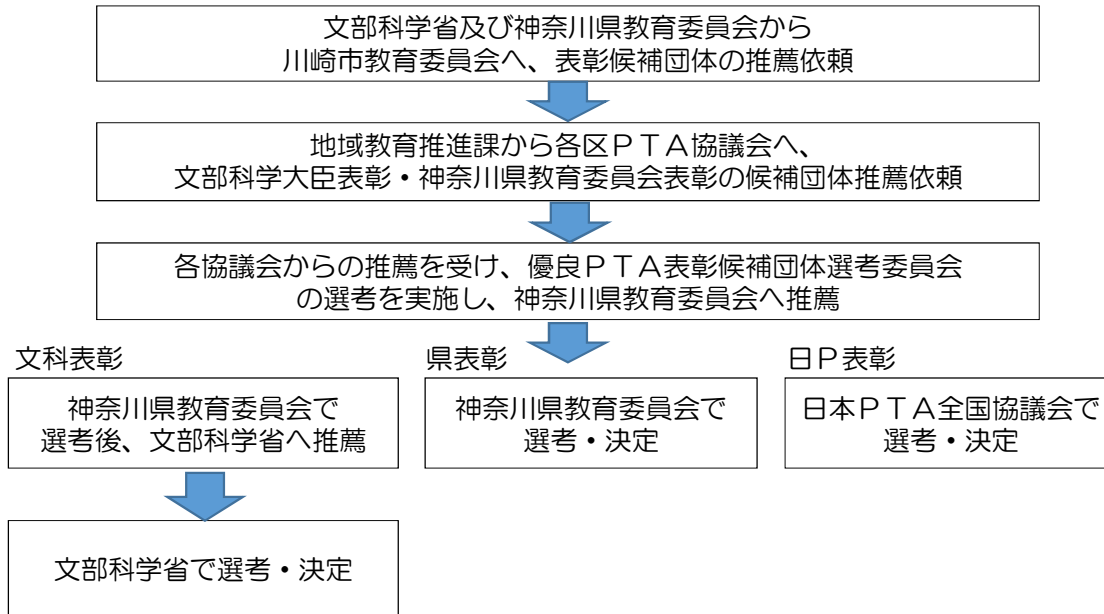 文部科学省及び神奈川県教育委員会から
川崎市教育委員会へ、表彰候補団体の推薦依頼
地域教育推進課から各区ＰＴＡ協議会へ、
文部科学大臣表彰・神奈川県教育委員会表彰の候補団体推薦依頼
各協議会からの推薦を受け、優良ＰＴＡ表彰候補団体選考委員会
の選考を実施し、神奈川県教育委員会へ推薦
文科表彰
神奈川県教育委員会で
選考後、文部科学省へ推薦
県表彰
神奈川県教育委員会で
選考・決定
日Ｐ表彰
日本ＰＴＡ全国協議会で
選考・決定
文部科学省で選考・決定